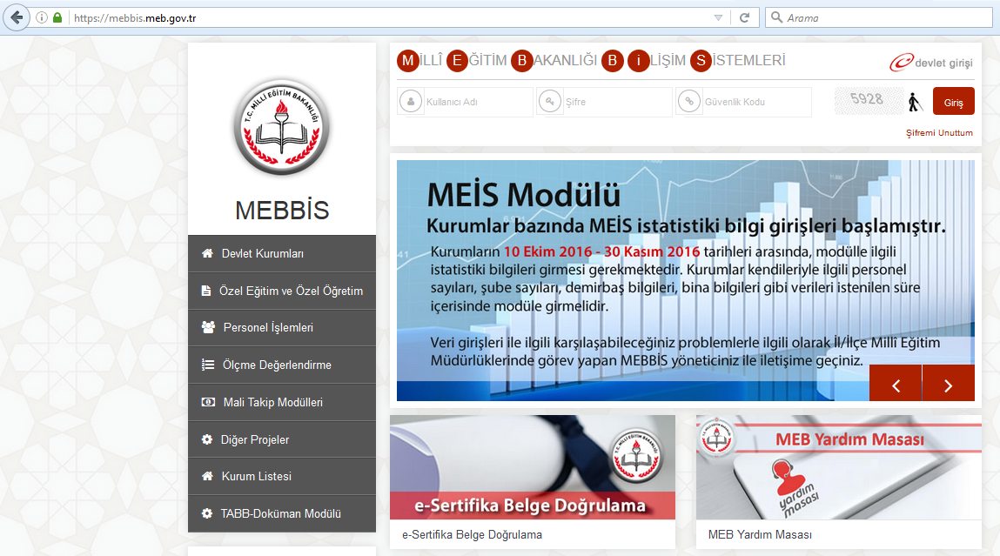 https://mebbis.meb.gov.tr
Arama
T.C. MİLLİ EĞİTİM BAKANLIĞI
MEBBİS
Devlet Kurumları
Özel Eğitim ve Özel Öğretim
Personel İşlemleri
Ölçme Değerlendirme
Mali Takip Modülleri
Diğer Projeler
Kurum Listesi
TABB-Doküman Modülü
MİLLÎ EĞİTİM BAKANLIĞI BİLİŞİM SİSTEMLERİ
devlet girişi
Kullanıcı Adı
Şifre
Güvenlik Kodu
5928
Giriş
Şifremi Unuttum
MEİS Modülü
Kurumlar bazında MEİS istatistiki bilgi girişleri başlamıştır.
Kurumların 10 Ekim 2016 - 30 Kasım 2016 tarihleri arasında, modülle ilgili
istatistiki bilgileri girmesi gerekmektedir. Kurumlar kendileriyle ilgili personel
sayıları, şube sayıları, demirbaş bilgileri, bina bilgileri gibi verileri istenilen süre
içerisinde modüle girmelidir.
Veri girişleri ile ilgili karşılaşabileceğiniz problemlerle ilgili olarak İl/İlçe Millî Eğitim
Müdürlüklerinde görev yapan MEBBİS yöneticiniz ile iletişime geçiniz.
T.C. MİLLİ EĞİTİM BAKANLIĞI
e-Sertifika Belge Doğrulama
e-Sertifika Belge Doğrulama
MEB Yardım Masası
yardım
masası
MEB Yardım Masası